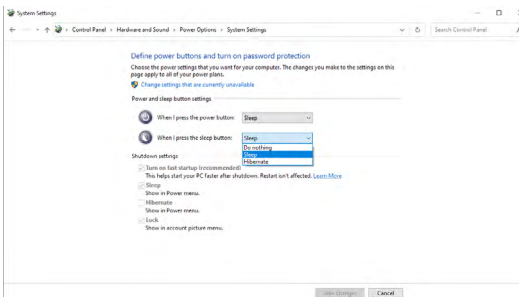 System Settings
Control Panel > Hardware and Sound > Power Options > System Settings
Search Control Panel
Define power buttons and turn on password protection
Choose the power settings that you want for your computer. The changes you make to the settings on this
page apply to all of your power plans.
Change settings that are currently unavailable
Power and sleep button settings
When I press the power button: Sleep
When I press the sleep button: Sleep
Do nothing
Sleep
Hibernate
Shutdown settings
Turn on fast startup (recommended)
This helps start your PC faster after shutdown. Restart isn't affected. Learn More
Sleep
Show in Power menu.
Hibernate
Show in Power menu.
Lock
Show in account picture menu.
Save changes Cancel